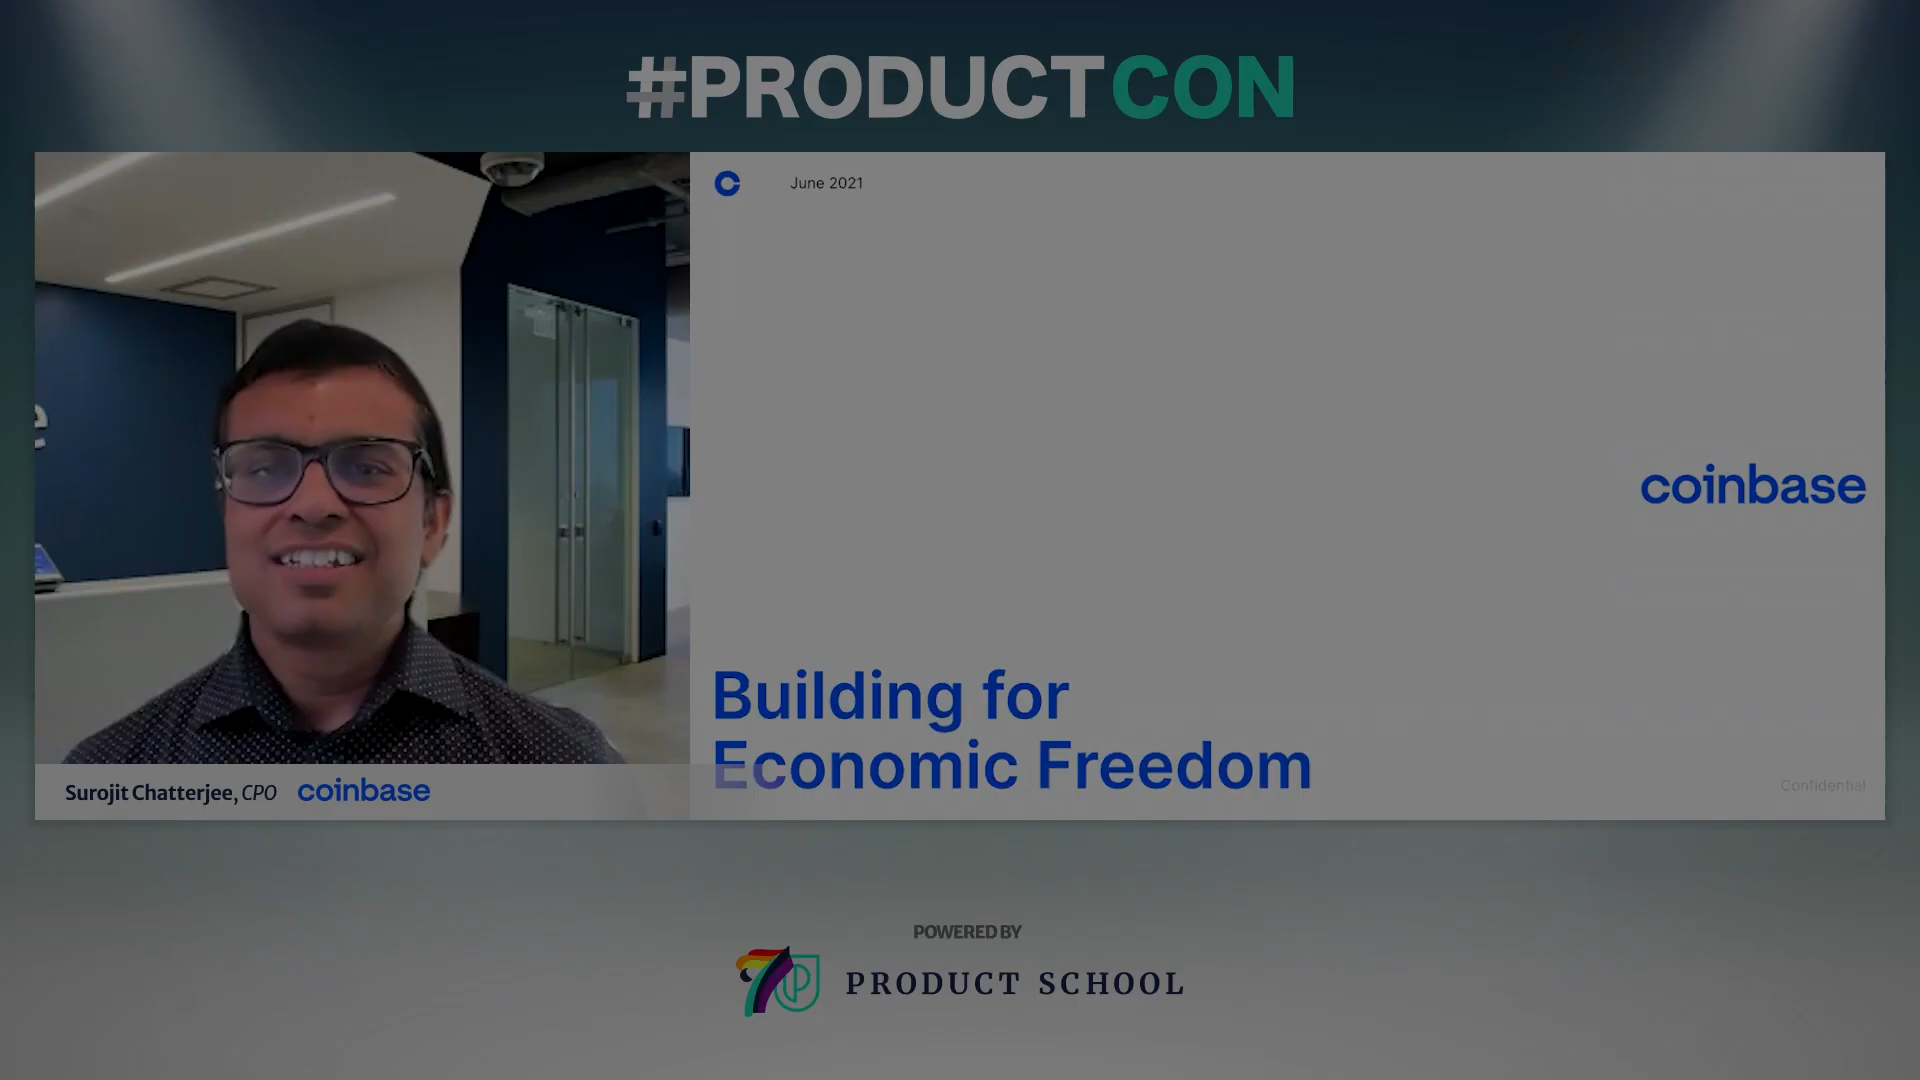 #PRODUCTCON
June 2021
coinbase
Building for
Economic Freedom
Confidential
e
Surojit Chatterjee, CPO coinbase
POWERED BY
PRODUCT SCHOOL